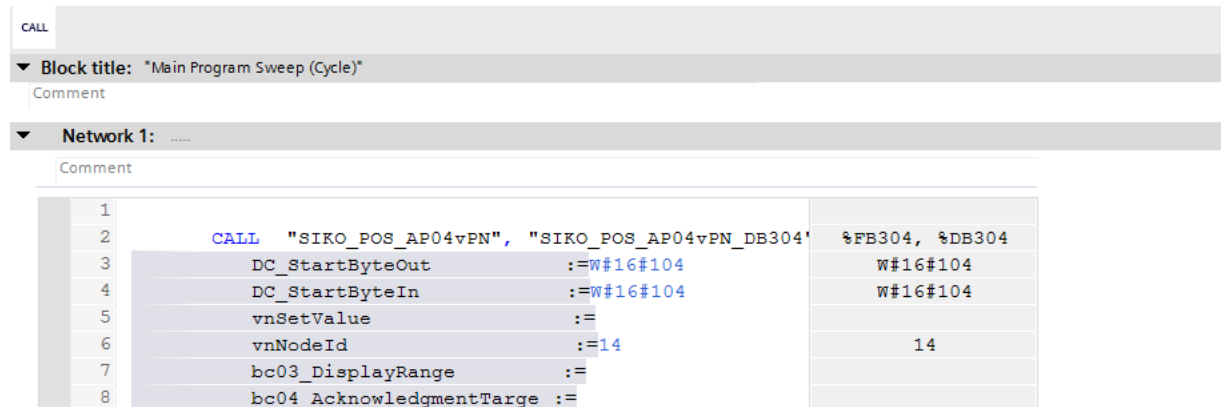 CALL
Block title: "Main Program Sweep (Cycle)"
Comment
Network 1: .....
Comment
1
2 CALL "SIKO_POS_AP04vPN", "SIKO_POS_AP04vPN_DB304" %FB304, %DB304
3 DC_StartByteOut :=W#16#104 W#16#104
4 DC_StartByteIn :=W#16#104 W#16#104
5 vnSetValue :=
6 vnNodeId :=14 14
7 bc03_DisplayRange :=
8 bc04_AcknowledgmentTarge :=